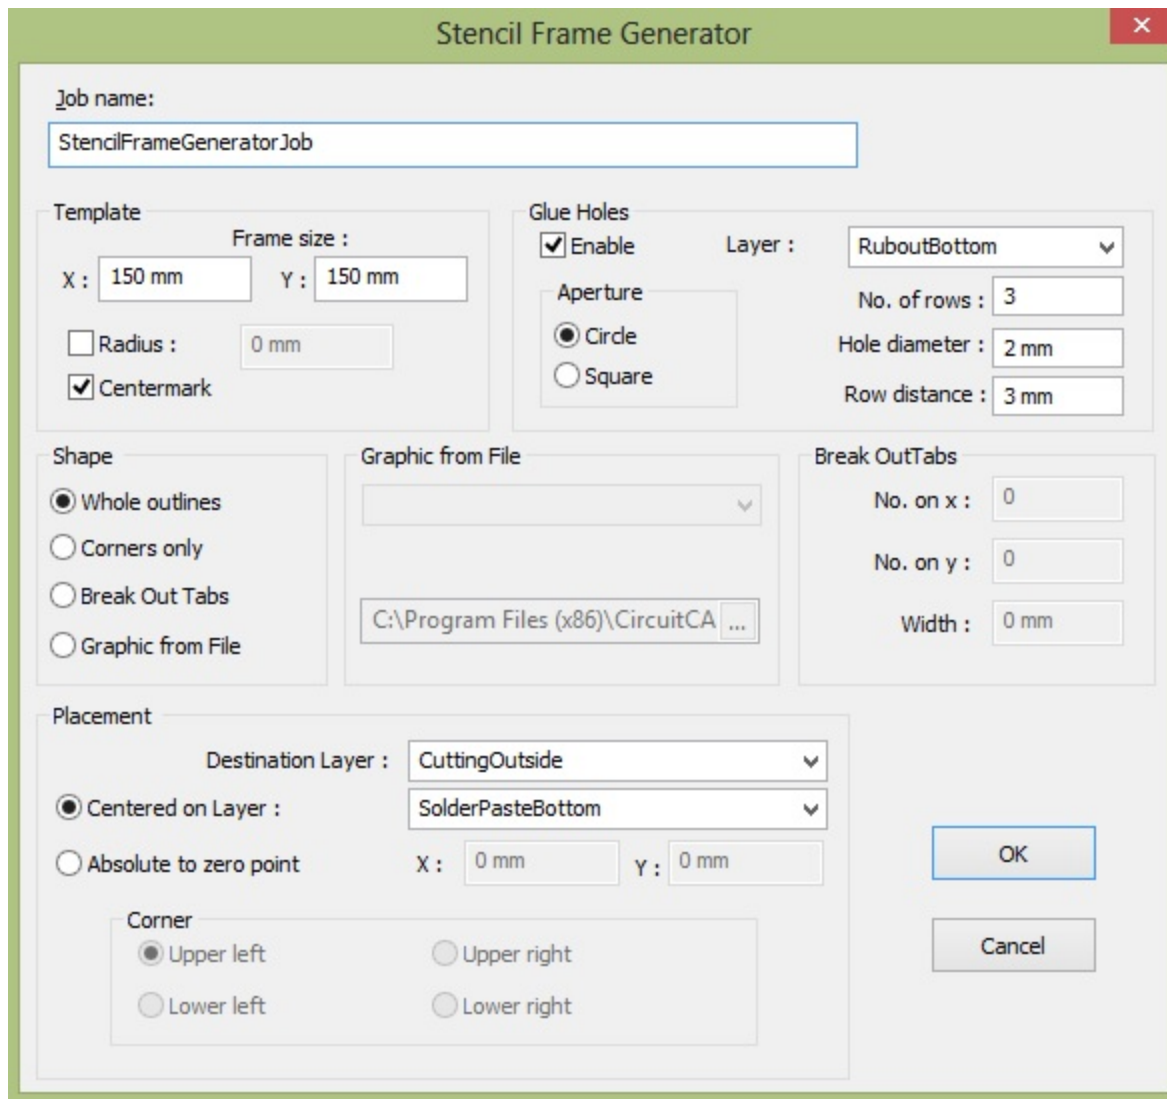 Stencil Frame Generator
Job name:
StencilFrameGeneratorJob
Template
Frame size :
X : 150 mm Y : 150 mm
Radius : 0 mm
Centermark
Glue Holes
Enable Layer : RuboutBottom
Aperture
Circle
Square
No. of rows : 3
Hole diameter : 2 mm
Row distance : 3 mm
Shape
Whole outlines
Corners only
Break Out Tabs
Graphic from File
Graphic from File
C:\Program Files (x86)\CircuitCA ...
Break OutTabs
No. on x : 0
No. on y : 0
Width : 0 mm
Placement
Destination Layer : CuttingOutside
Centered on Layer : SolderPasteBottom
Absolute to zero point X : 0 mm Y : 0 mm
Corner
Upper left Upper right
Lower left Lower right
OK
Cancel